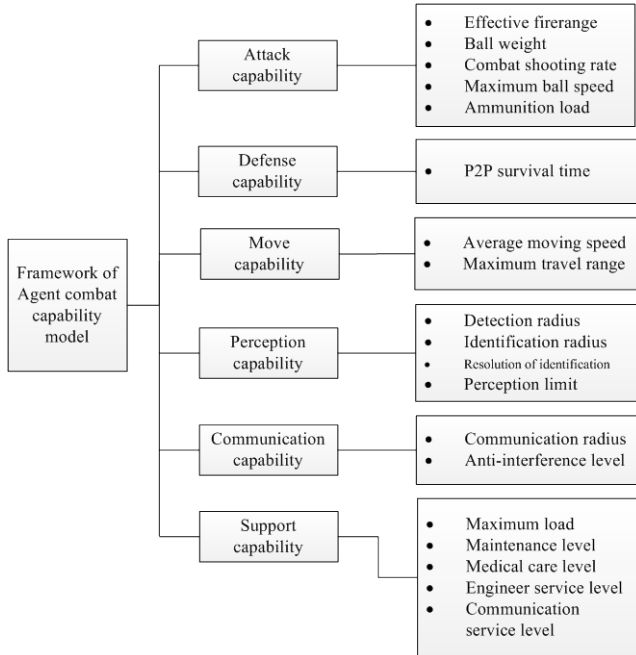 Framework of
Agent combat
capability
model
Attack
capability
• Effective firerange
• Ball weight
• Combat shooting rate
• Maximum ball speed
• Ammunition load
Defense
capability
• P2P survival time
Move
capability
• Average moving speed
• Maximum travel range
Perception
capability
• Detection radius
• Identification radius
• Resolution of identification
• Perception limit
Communication
capability
• Communication radius
• Anti-interference level
Support
capability
• Maximum load
• Maintenance level
• Medical care level
• Engineer service level
• Communication
service level